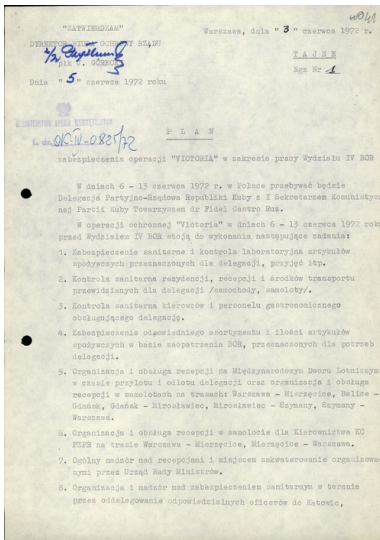 "ZATWIERDZAM"
Warszawa, dnia "3" czerwca 1972 r.
DYREKTOR BIURA OCHRONY RZĄDU
płk J. GÓRECKI
T A J N E
Egz Nr 1
Dnia "5" czerwca 1972 roku
OC-IV-0825/72
P L A N
zabezpieczenia operacji "VICTORIA" w zakresie pracy Wydziału IV BOR
W dniach 6 - 13 czerwca 1972 r. w Polsce przebywać będzie
Delegacja Partyjno-Rządowa Republiki Kuby z I Sekretarzem Komunistycz
nej Partii Kuby Towarzyszem dr Fidel Castro Ruz.
W operacji ochronnej "Victoria" w dniach 6 - 13 czerwca 1972 roku
przed Wydziałem IV BOR stoją do wykonania następujące zadania:
1. Zabezpieczenie sanitarne i kontrola laboratoryjna artykułów
spożywczych przeznaczonych dla delegacji, przyjęć itp.
2. Kontrola sanitarna rezydencji, recepcji i środków transportu
przewidzianych dla delegacji /samochody, samoloty/.
3. Kontrola sanitarna kierowców i personelu gastronomicznego
obsługującego delegację.
4. Zabezpieczenie odpowiedniego asortymentu i ilości artykułów
spożywczych w bazie zaopatrzenia BOR, przeznaczonych dla potrzeb
delegacji.
5. Organizacja i obsługa recepcji na Międzynarodowym Dworcu Lotniczym
w czasie przylotu i odlotu delegacji oraz organizacja i obsługa
recepcji w samolotach na trasach: Warszawa - Mierzęcice, Balice -
Gdańsk, Gdańsk - Mirosławiec, Mirosławiec - Szymany, Szymany -
Warszawa.
6. Organizacja i obsługa recepcji w samolocie dla Kierownictwa KC
PZPR na trasie Warszawa - Mierzęcice, Mierzęcice - Warszawa.
7. Ogólny nadzór nad recepcjami i miejscem zakwaterowania organizowa-
nymi przez Urząd Rady Ministrów.
8. Organizacja i nadzór nad zabezpieczeniem sanitarnym w terenie
przez oddelegowanie odpowiedzialnych oficerów do Katowic,